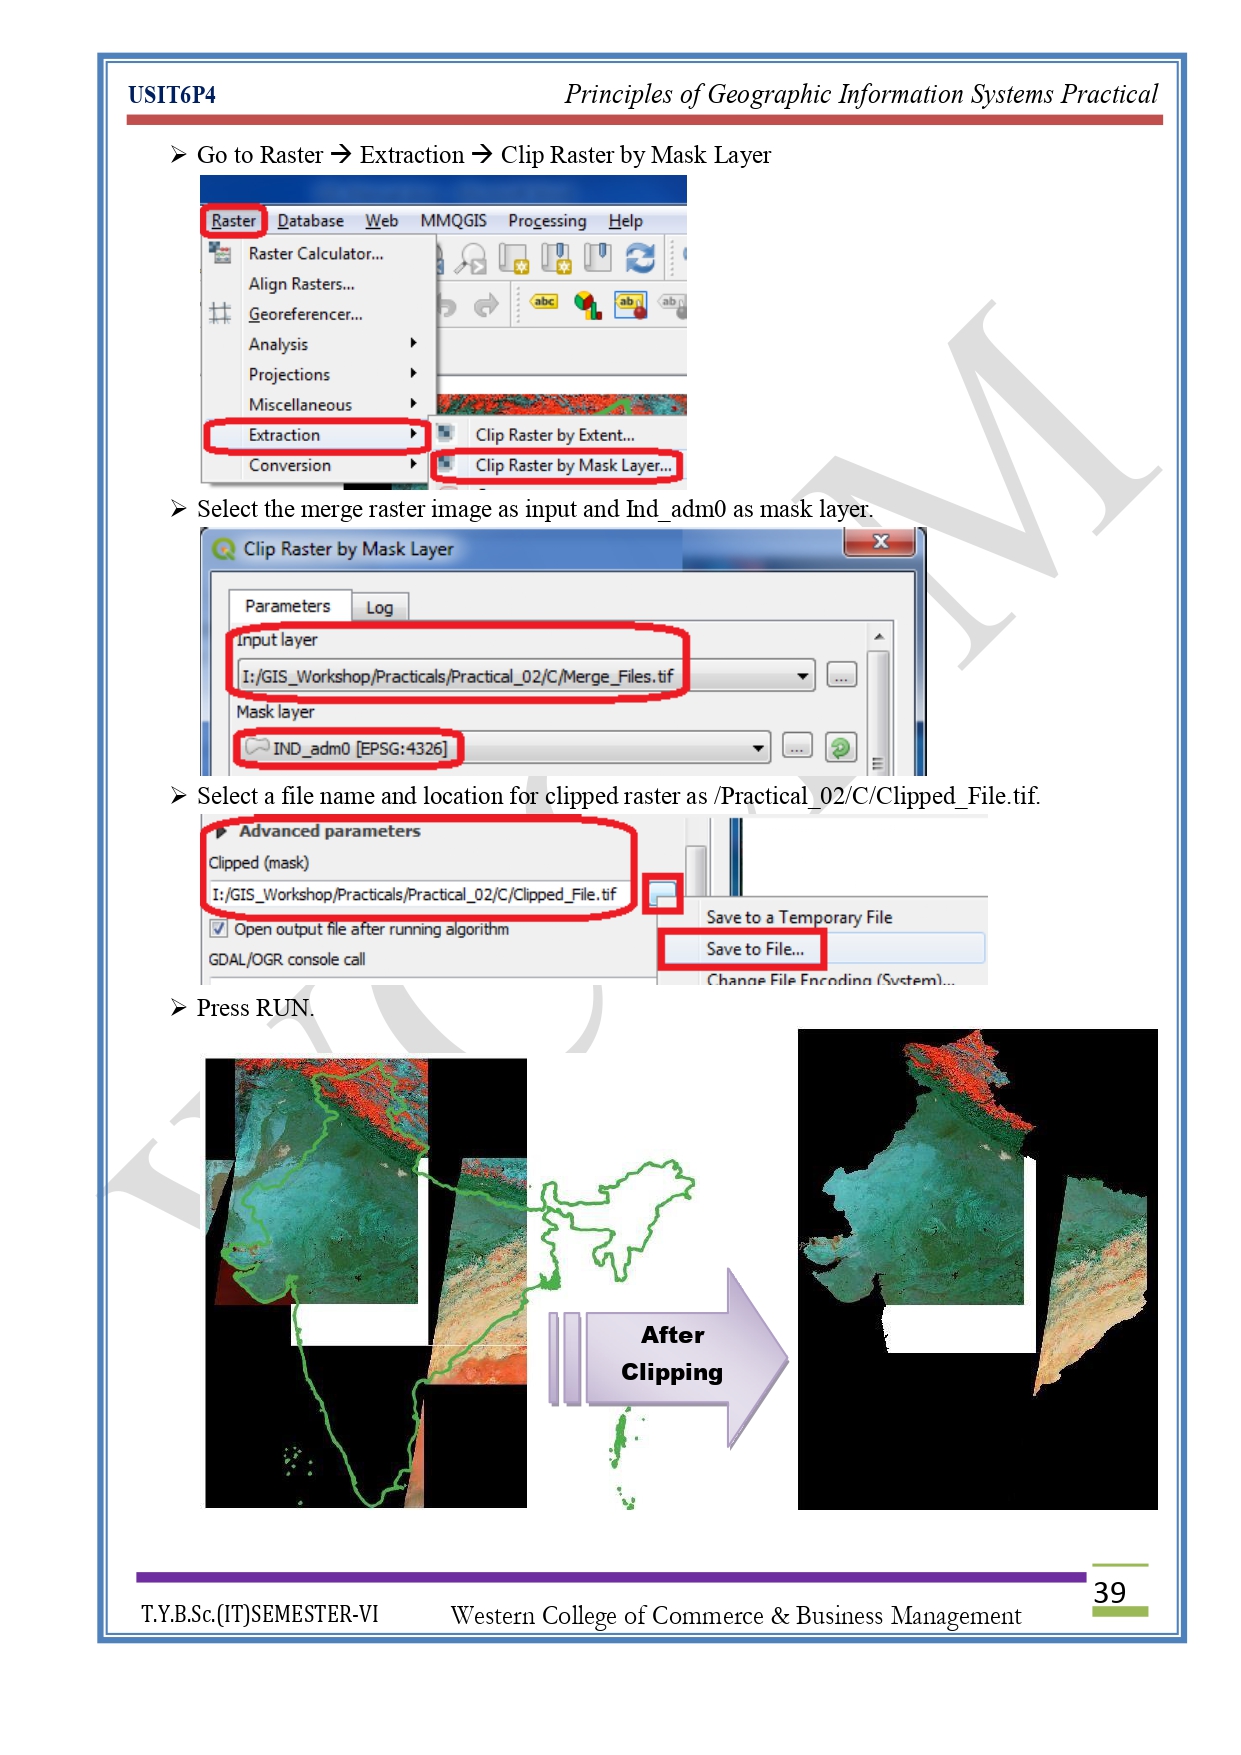 USIT6P4 Principles of Geographic Information Systems Practical
➢ Go to Raster → Extraction → Clip Raster by Mask Layer
Raster Database Web MMQGIS Processing Help
Raster Calculator...
Align Rasters...
Georeferencer...
abc ab ab
Analysis
Projections
Miscellaneous
Extraction
Clip Raster by Extent...
Conversion
Clip Raster by Mask Layer...
➢ Select the merge raster image as input and Ind_adm0 as mask layer.
Clip Raster by Mask Layer
Parameters Log
Input layer
I:/GIS_Workshop/Practicals/Practical_02/C/Merge_Files.tif
...
Mask layer
IND_adm0 [EPSG:4326]
...
➢ Select a file name and location for clipped raster as /Practical_02/C/Clipped_File.tif.
Advanced parameters
Clipped (mask)
I:/GIS_Workshop/Practicals/Practical_02/C/Clipped_File.tif
Save to a Temporary File
Open output file after running algorithm
Save to File...
GDAL/OGR console call
Change File Encoding (System)...
➢ Press RUN.
After
Clipping
39
T.Y.B.Sc.(IT)SEMESTER-VI Western College of Commerce & Business Management